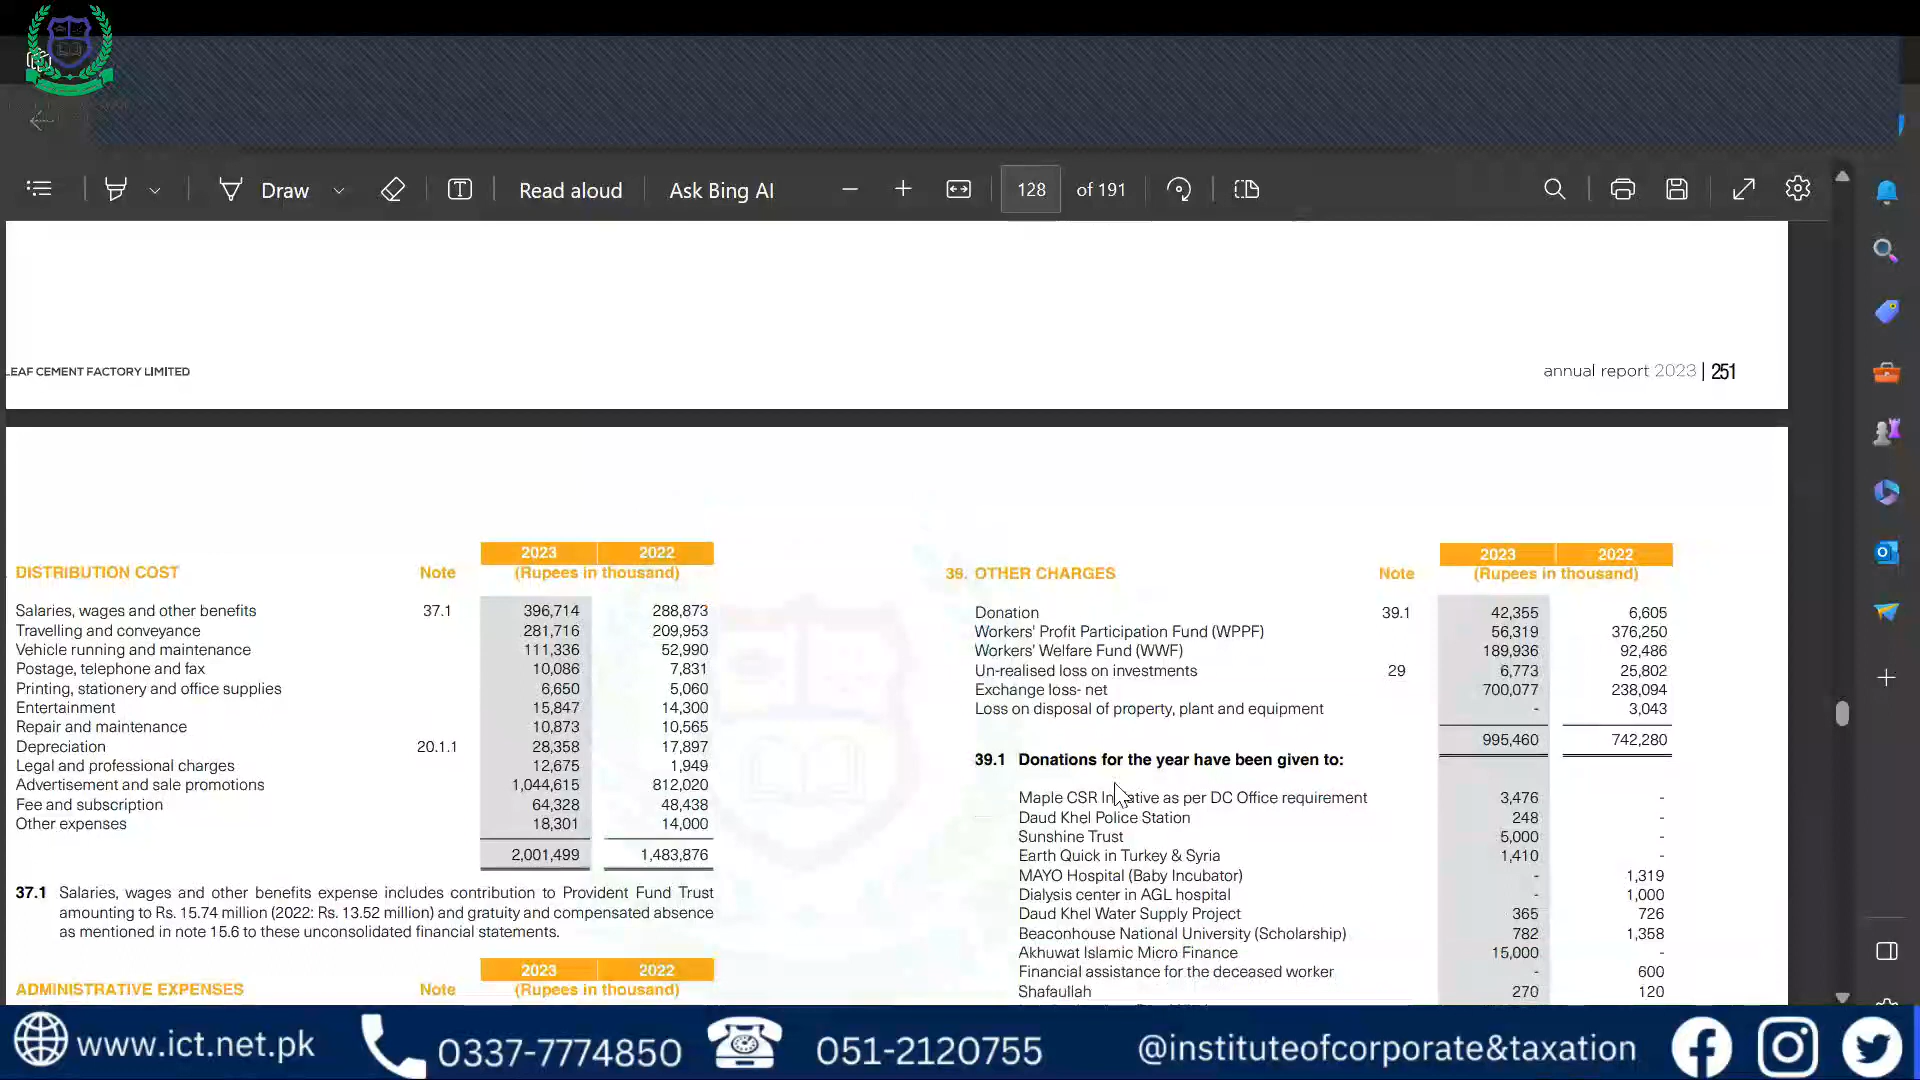 Draw
Read aloud
Ask Bing AI
128
of 191
LEAF CEMENT FACTORY LIMITED
annual report 2023 | 251
2023 2022
DISTRIBUTION COST Note (Rupees in thousand)
Salaries, wages and other benefits 37.1 396,714 288,873
Travelling and conveyance 281,716 209,953
Vehicle running and maintenance 111,336 52,990
Postage, telephone and fax 10,086 7,831
Printing, stationery and office supplies 6,650 5,060
Entertainment 15,847 14,300
Repair and maintenance 10,873 10,565
Depreciation 20.1.1 28,358 17,897
Legal and professional charges 12,675 1,949
Advertisement and sale promotions 1,044,615 812,020
Fee and subscription 64,328 48,438
Other expenses 18,301 14,000
2,001,499 1,483,876
37.1 Salaries, wages and other benefits expense includes contribution to Provident Fund Trust
amounting to Rs. 15.74 million (2022: Rs. 13.52 million) and gratuity and compensated absence
as mentioned in note 15.6 to these unconsolidated financial statements.
2023 2022
ADMINISTRATIVE EXPENSES Note (Rupees in thousand)
2023 2022
39. OTHER CHARGES Note (Rupees in thousand)
Donation 39.1 42,355 6,605
Workers' Profit Participation Fund (WPPF) 56,319 376,250
Workers' Welfare Fund (WWF) 189,936 92,486
Un-realised loss on investments 29 6,773 25,802
Exchange loss- net 700,077 238,094
Loss on disposal of property, plant and equipment - 3,043
995,460 742,280
39.1 Donations for the year have been given to:
Maple CSR Initiative as per DC Office requirement 3,476 -
Daud Khel Police Station 248 -
Sunshine Trust 5,000 -
Earth Quick in Turkey & Syria 1,410 -
MAYO Hospital (Baby Incubator) - 1,319
Dialysis center in AGL hospital - 1,000
Daud Khel Water Supply Project 365 726
Beaconhouse National University (Scholarship) 782 1,358
Akhuwat Islamic Micro Finance 15,000 -
Financial assistance for the deceased worker - 600
Shafaullah 270 120
www.ict.net.pk
0337-7774850
051-2120755
@instituteofcorporate&taxation